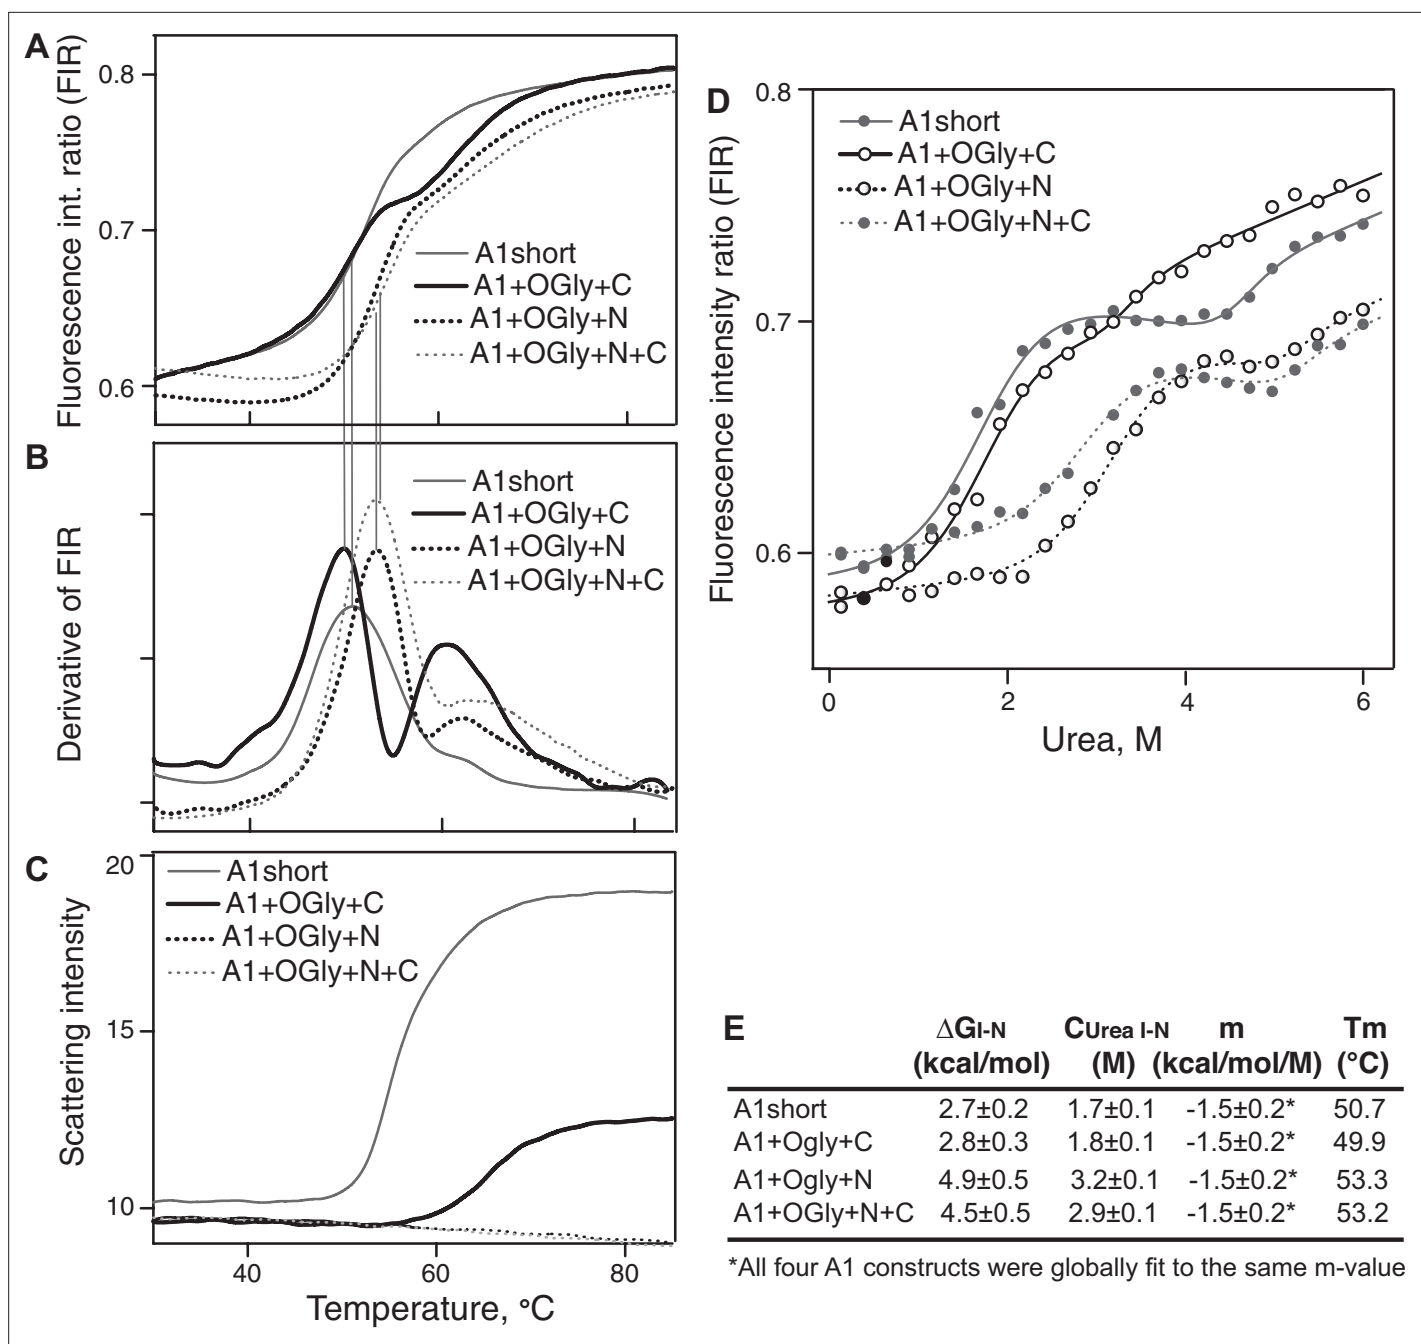 A
Fluorescence int. ratio (FIR)
0.8
0.7
0.6
A1short
A1+OGly+C
A1+OGly+N
A1+OGly+N+C
B
Derivative of FIR
A1short
A1+OGly+C
A1+OGly+N
A1+OGly+N+C
C
Scattering intensity
20
15
10
A1short
A1+OGly+C
A1+OGly+N
A1+OGly+N+C
40 60 80
Temperature, °C
D
Fluorescence intensity ratio (FIR)
0.8
0.7
0.6
A1short
A1+OGly+C
A1+OGly+N
A1+OGly+N+C
0 2 4 6
Urea, M
E ΔGI-N CUrea I-N m Tm
(kcal/mol) (M) (kcal/mol/M) (°C)
A1short 2.7±0.2 1.7±0.1 -1.5±0.2* 50.7
A1+Ogly+C 2.8±0.3 1.8±0.1 -1.5±0.2* 49.9
A1+Ogly+N 4.9±0.5 3.2±0.1 -1.5±0.2* 53.3
A1+OGly+N+C 4.5±0.5 2.9±0.1 -1.5±0.2* 53.2
*All four A1 constructs were globally fit to the same m-value